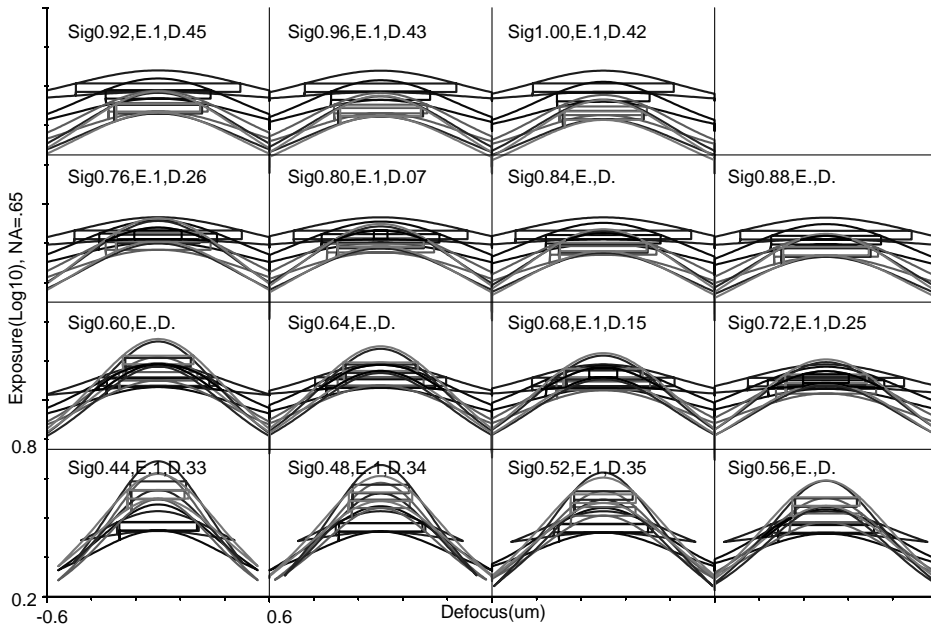 Sig0.92,E.1,D.45
Sig0.96,E.1,D.43
Sig1.00,E.1,D.42
Sig0.76,E.1,D.26
Sig0.80,E.1,D.07
Sig0.84,E.,D.
Sig0.88,E.,D.
Exposure(Log10)), NA=.65
Sig0.60,E.,D.
Sig0.64,E.,D.
Sig0.68,E.1,D.15
Sig0.72,E.1,D.25
0.8
Sig0.44,E.1,D.33
Sig0.48,E.1,D.34
Sig0.52,E.1,D.35
Sig0.56,E.,D.
0.2
-0.6
0.6
Defocus(um)